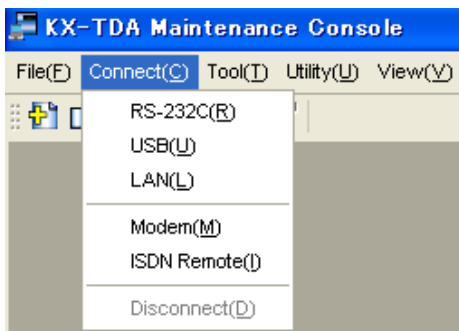 KX-TDA Maintenance Console
File(F) Connect(C) Tool(T) Utility(U) View(V)
RS-232C(R)
USB(U)
LAN(L)
Modem(M)
ISDN Remote(I)
Disconnect(D)